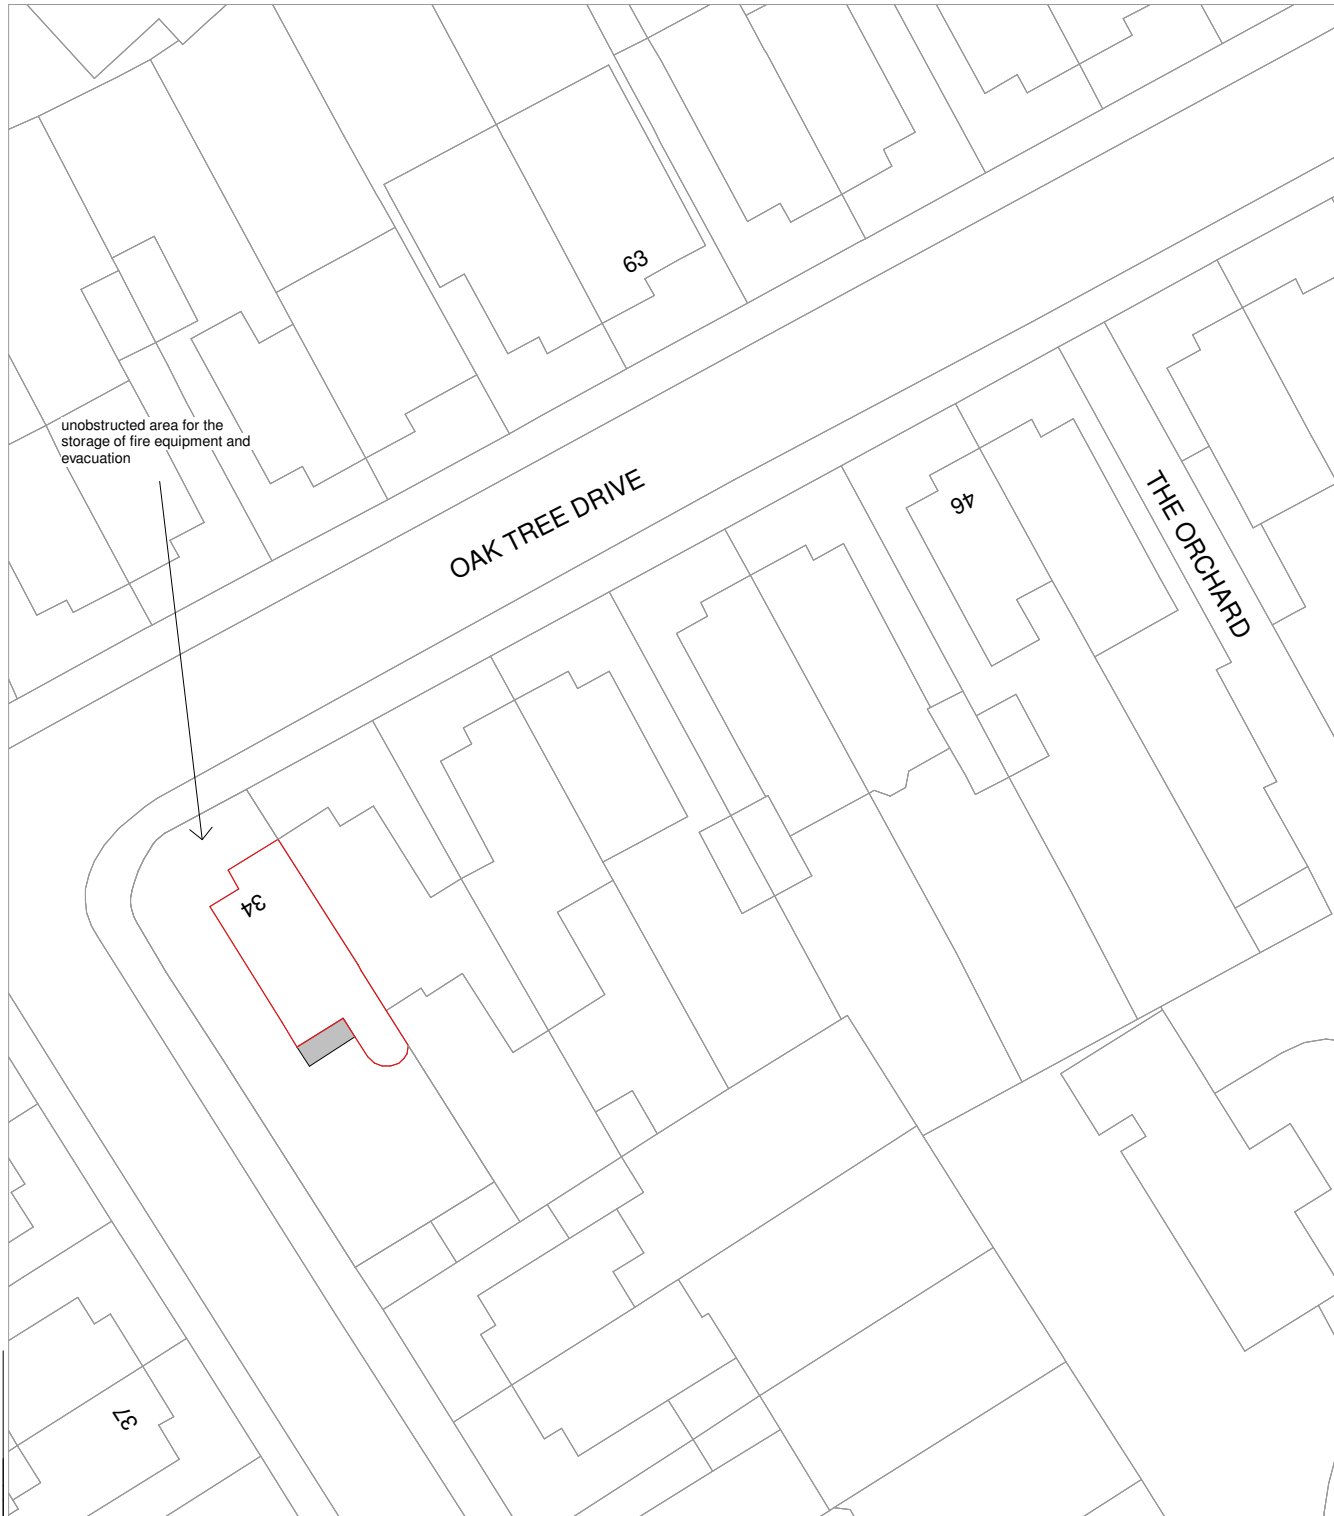 63
unobstructed area for the
storage of fire equipment and
evacuation
OAK TREE DRIVE
46
THE ORCHARD
34
37